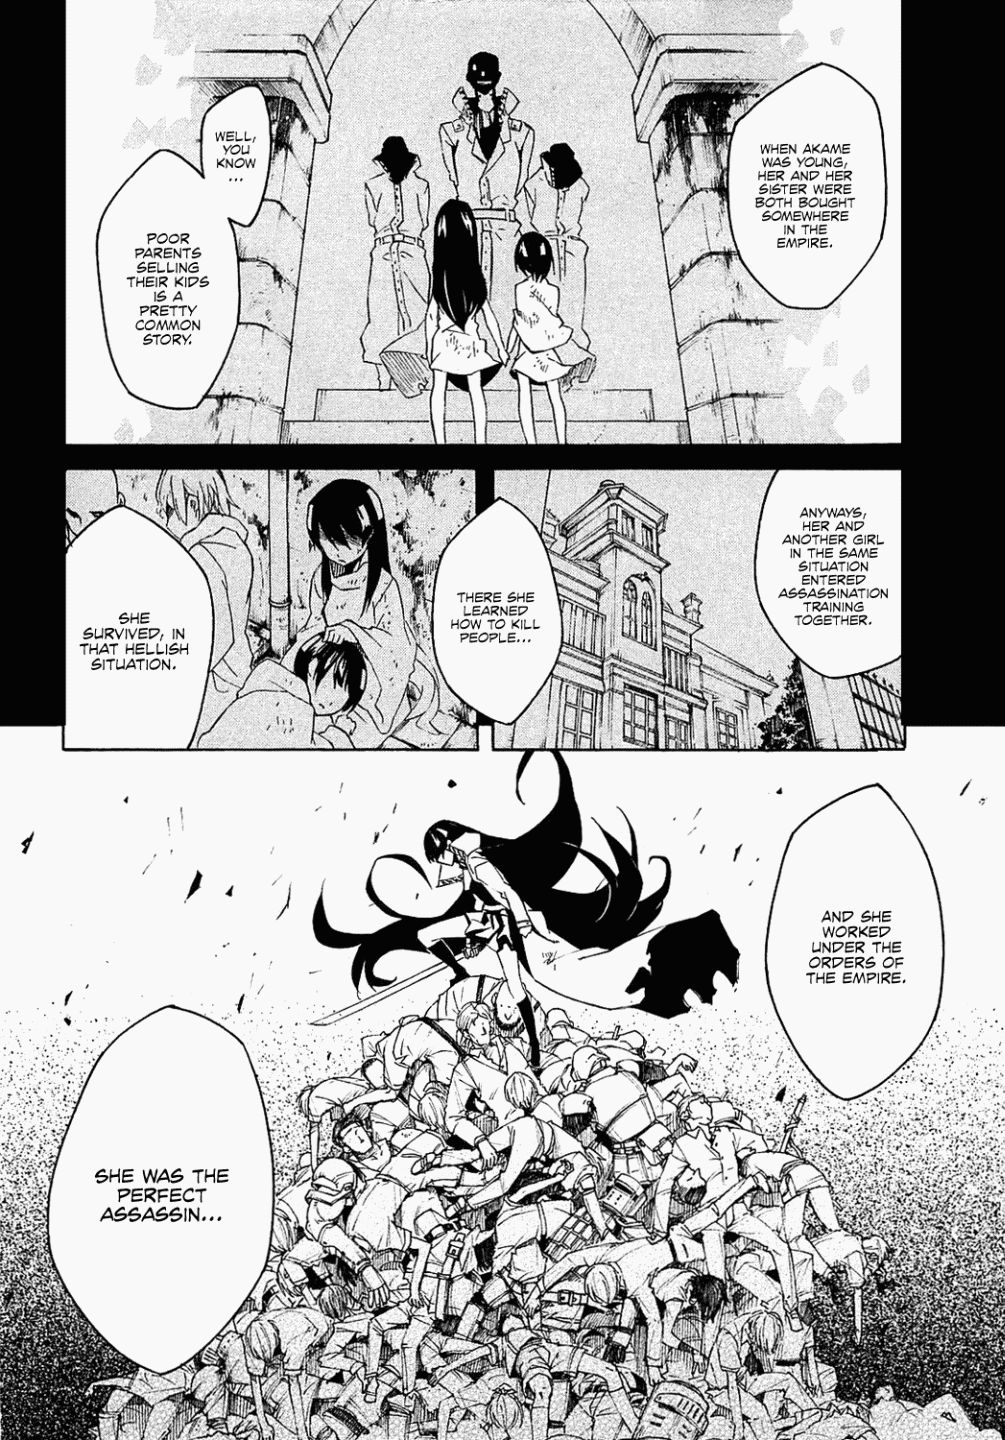 WHEN AKAME
WAS YOUNG,
HER AND HER
SISTER WERE
BOTH BOUGHT
SOMEWHERE
IN THE
EMPIRE.
WELL,
YOU
KNOW
...
POOR
PARENTS
SELLING
THEIR KIDS
IS A
PRETTY
COMMON
STORY.
ANYWAYS,
HER AND
ANOTHER GIRL
IN THE SAME
SITUATION
ENTERED
ASSASSINATION
TRAINING
TOGETHER.
THERE SHE
LEARNED
HOW TO KILL
PEOPLE...
SHE
SURVIVED, IN
THAT HELLISH
SITUATION.
AND SHE
WORKED
UNDER THE
ORDERS OF
THE EMPIRE.
SHE WAS THE
PERFECT
ASSASSIN...